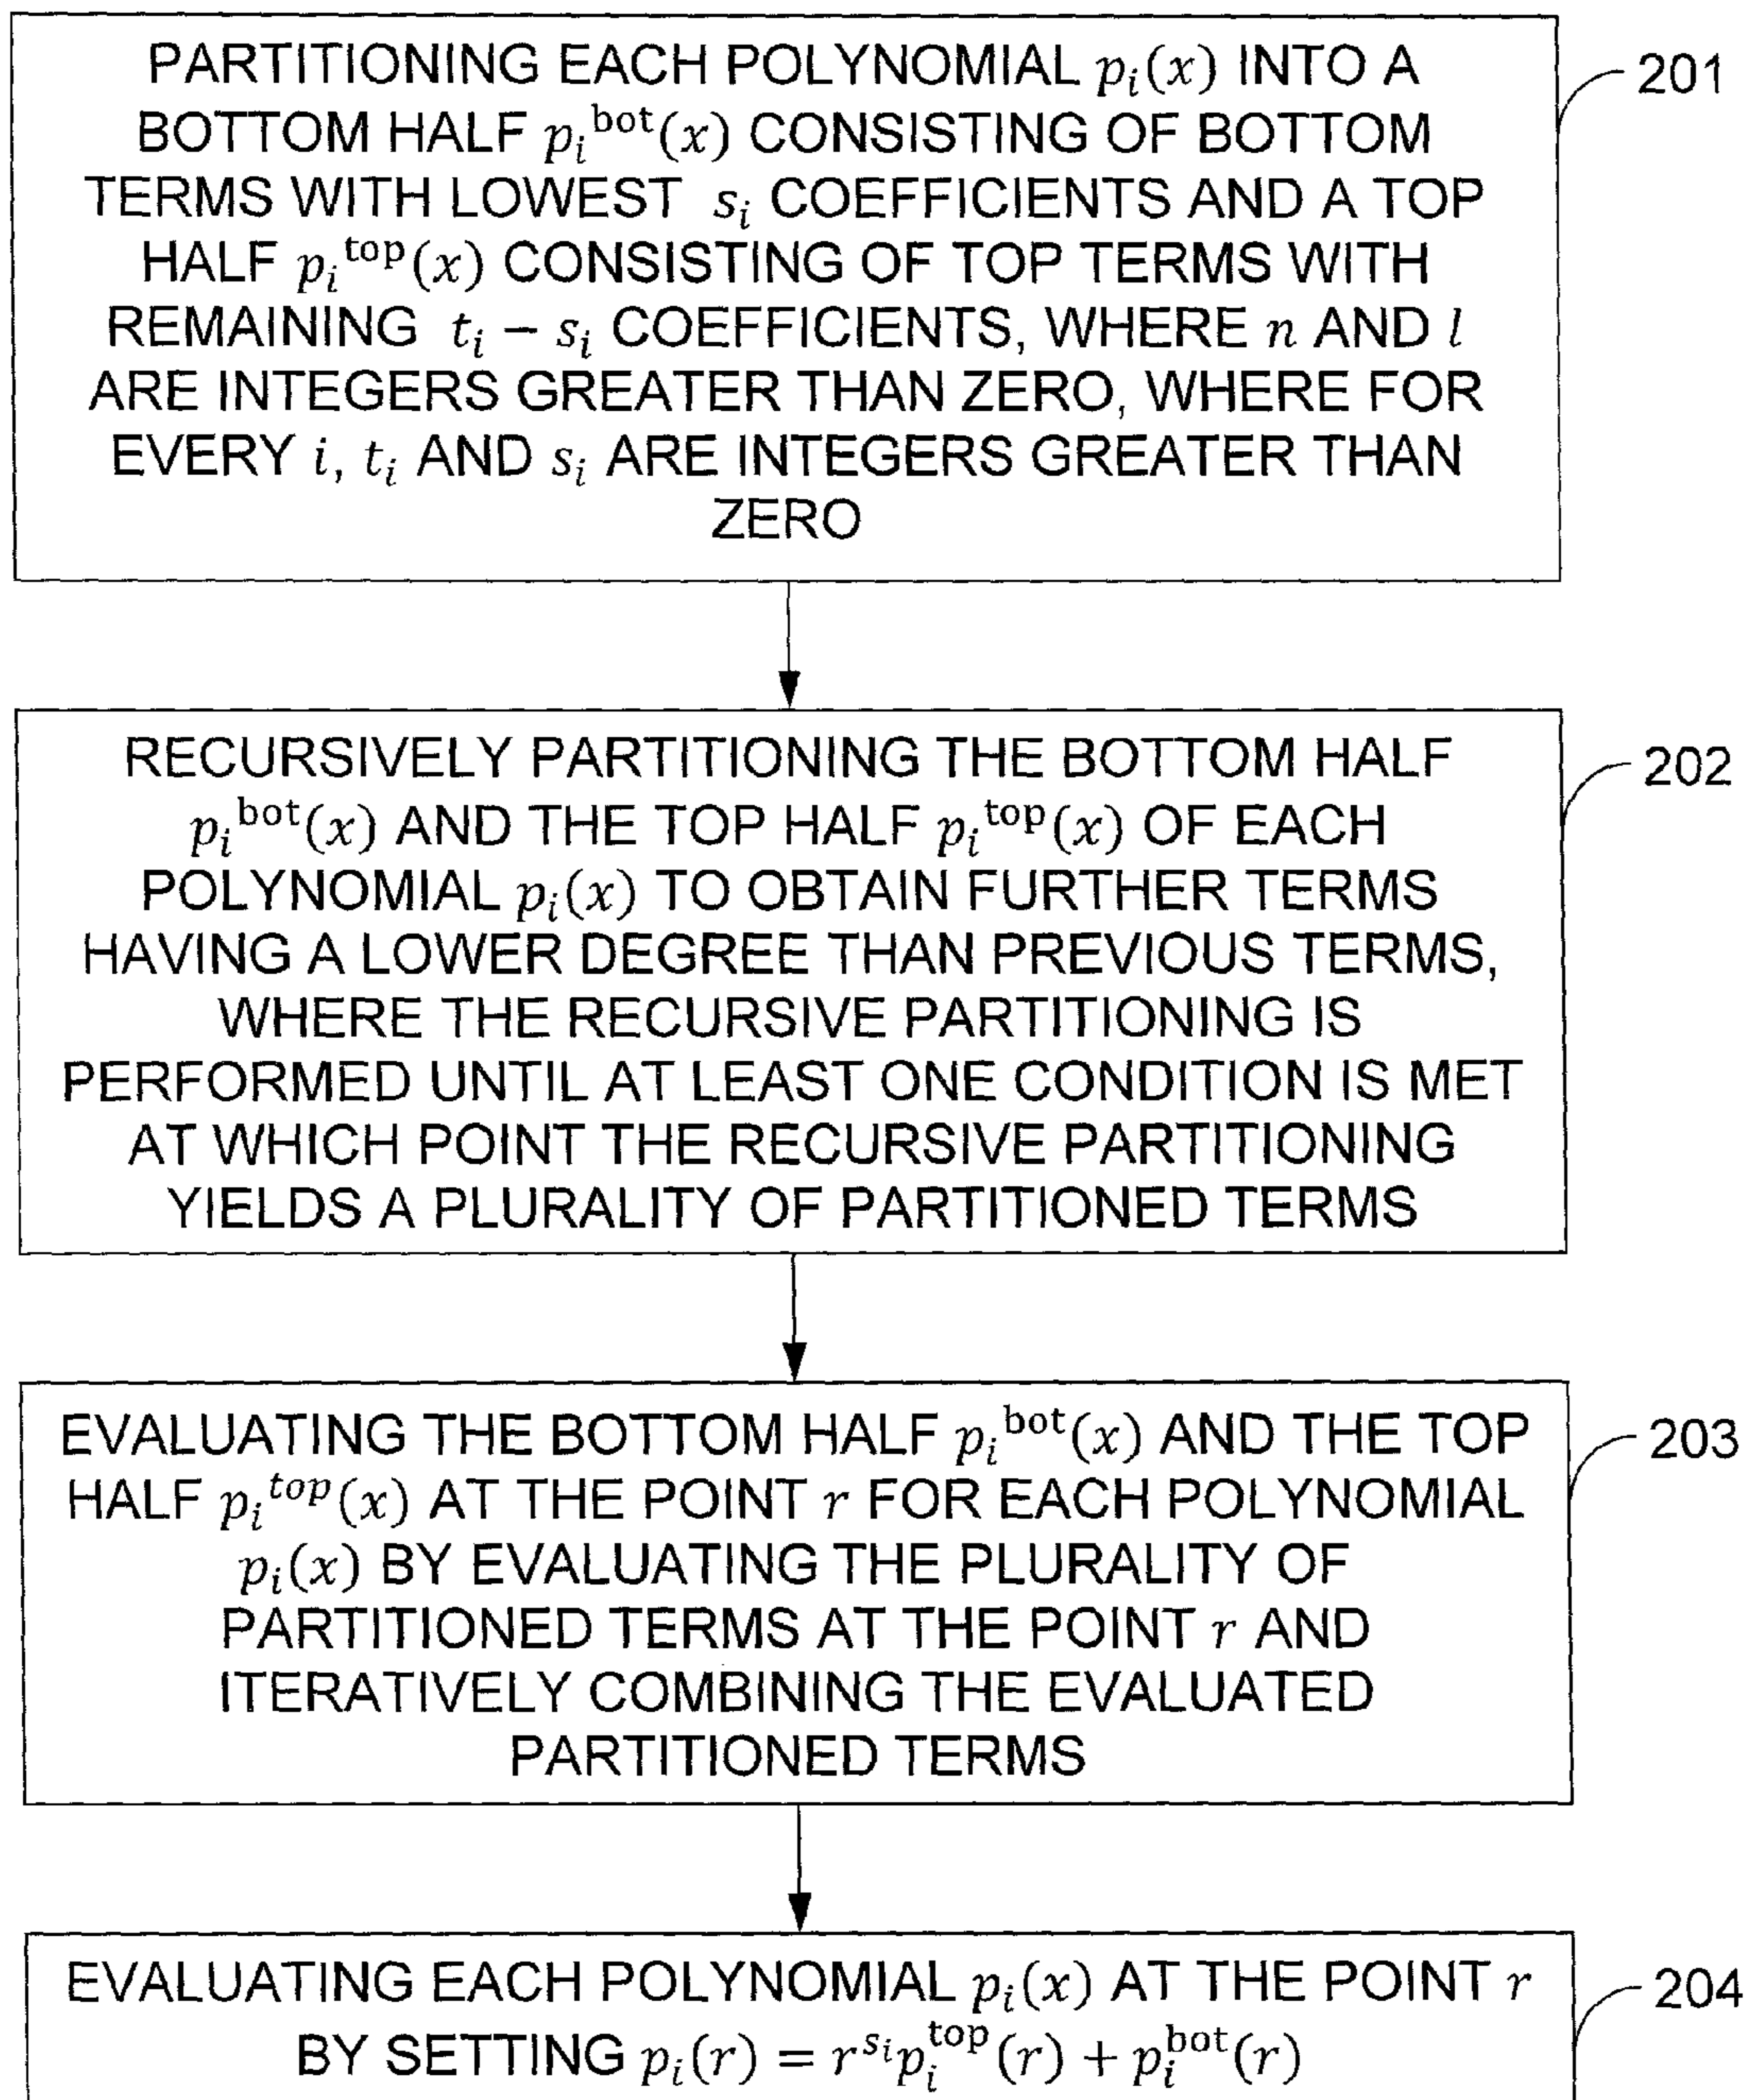 PARTITIONING EACH POLYNOMIAL pᵢ(x) INTO A
BOTTOM HALF pᵢᵇᵒᵗ(x) CONSISTING OF BOTTOM
TERMS WITH LOWEST sᵢ COEFFICIENTS AND A TOP
HALF pᵢᵗᵒᵖ(x) CONSISTING OF TOP TERMS WITH
REMAINING tᵢ − sᵢ COEFFICIENTS, WHERE n AND l
ARE INTEGERS GREATER THAN ZERO, WHERE FOR
EVERY i, tᵢ AND sᵢ ARE INTEGERS GREATER THAN
ZERO
201
RECURSIVELY PARTITIONING THE BOTTOM HALF
pᵢᵇᵒᵗ(x) AND THE TOP HALF pᵢᵗᵒᵖ(x) OF EACH
POLYNOMIAL pᵢ(x) TO OBTAIN FURTHER TERMS
HAVING A LOWER DEGREE THAN PREVIOUS TERMS,
WHERE THE RECURSIVE PARTITIONING IS
PERFORMED UNTIL AT LEAST ONE CONDITION IS MET
AT WHICH POINT THE RECURSIVE PARTITIONING
YIELDS A PLURALITY OF PARTITIONED TERMS
202
EVALUATING THE BOTTOM HALF pᵢᵇᵒᵗ(x) AND THE TOP
HALF pᵢᵗᵒᵖ(x) AT THE POINT r FOR EACH POLYNOMIAL
pᵢ(x) BY EVALUATING THE PLURALITY OF
PARTITIONED TERMS AT THE POINT r AND
ITERATIVELY COMBINING THE EVALUATED
PARTITIONED TERMS
203
EVALUATING EACH POLYNOMIAL pᵢ(x) AT THE POINT r
BY SETTING pᵢ(r) = r^{sᵢ}pᵢᵗᵒᵖ(r) + pᵢᵇᵒᵗ(r)
204